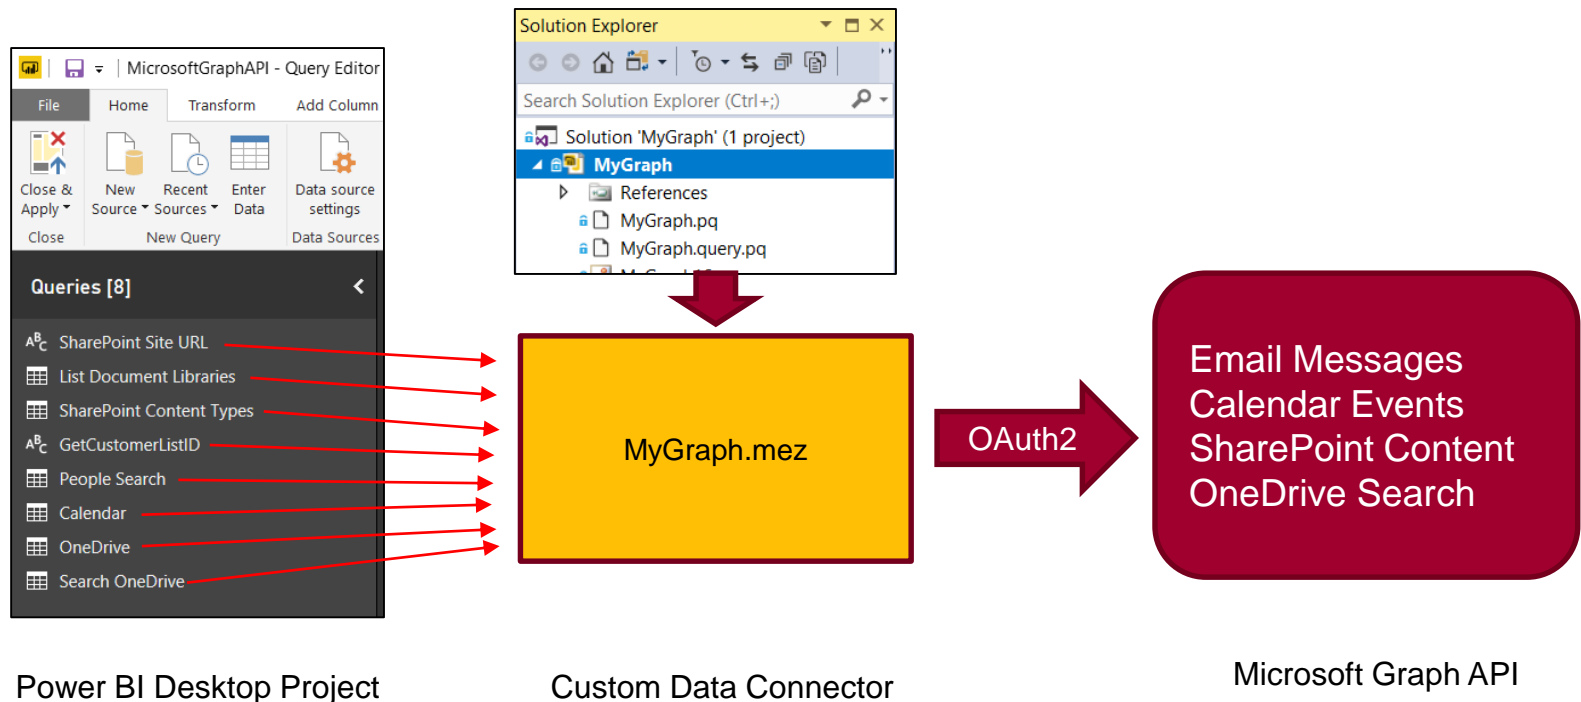 MicrosoftGraphAPI - Query Editor
File Home Transform Add Column
Close & Apply
New Source
Recent Sources
Enter Data
Data source settings
Close
New Query
Data Sources
Queries [8]
SharePoint Site URL
List Document Libraries
SharePoint Content Types
GetCustomerListID
People Search
Calendar
OneDrive
Search OneDrive
Power BI Desktop Project
Solution Explorer
Search Solution Explorer (Ctrl+;)
Solution 'MyGraph' (1 project)
MyGraph
References
MyGraph.pq
MyGraph.query.pq
MyGraph.mez
Custom Data Connector
OAuth2
Email Messages
Calendar Events
SharePoint Content
OneDrive Search
Microsoft Graph API